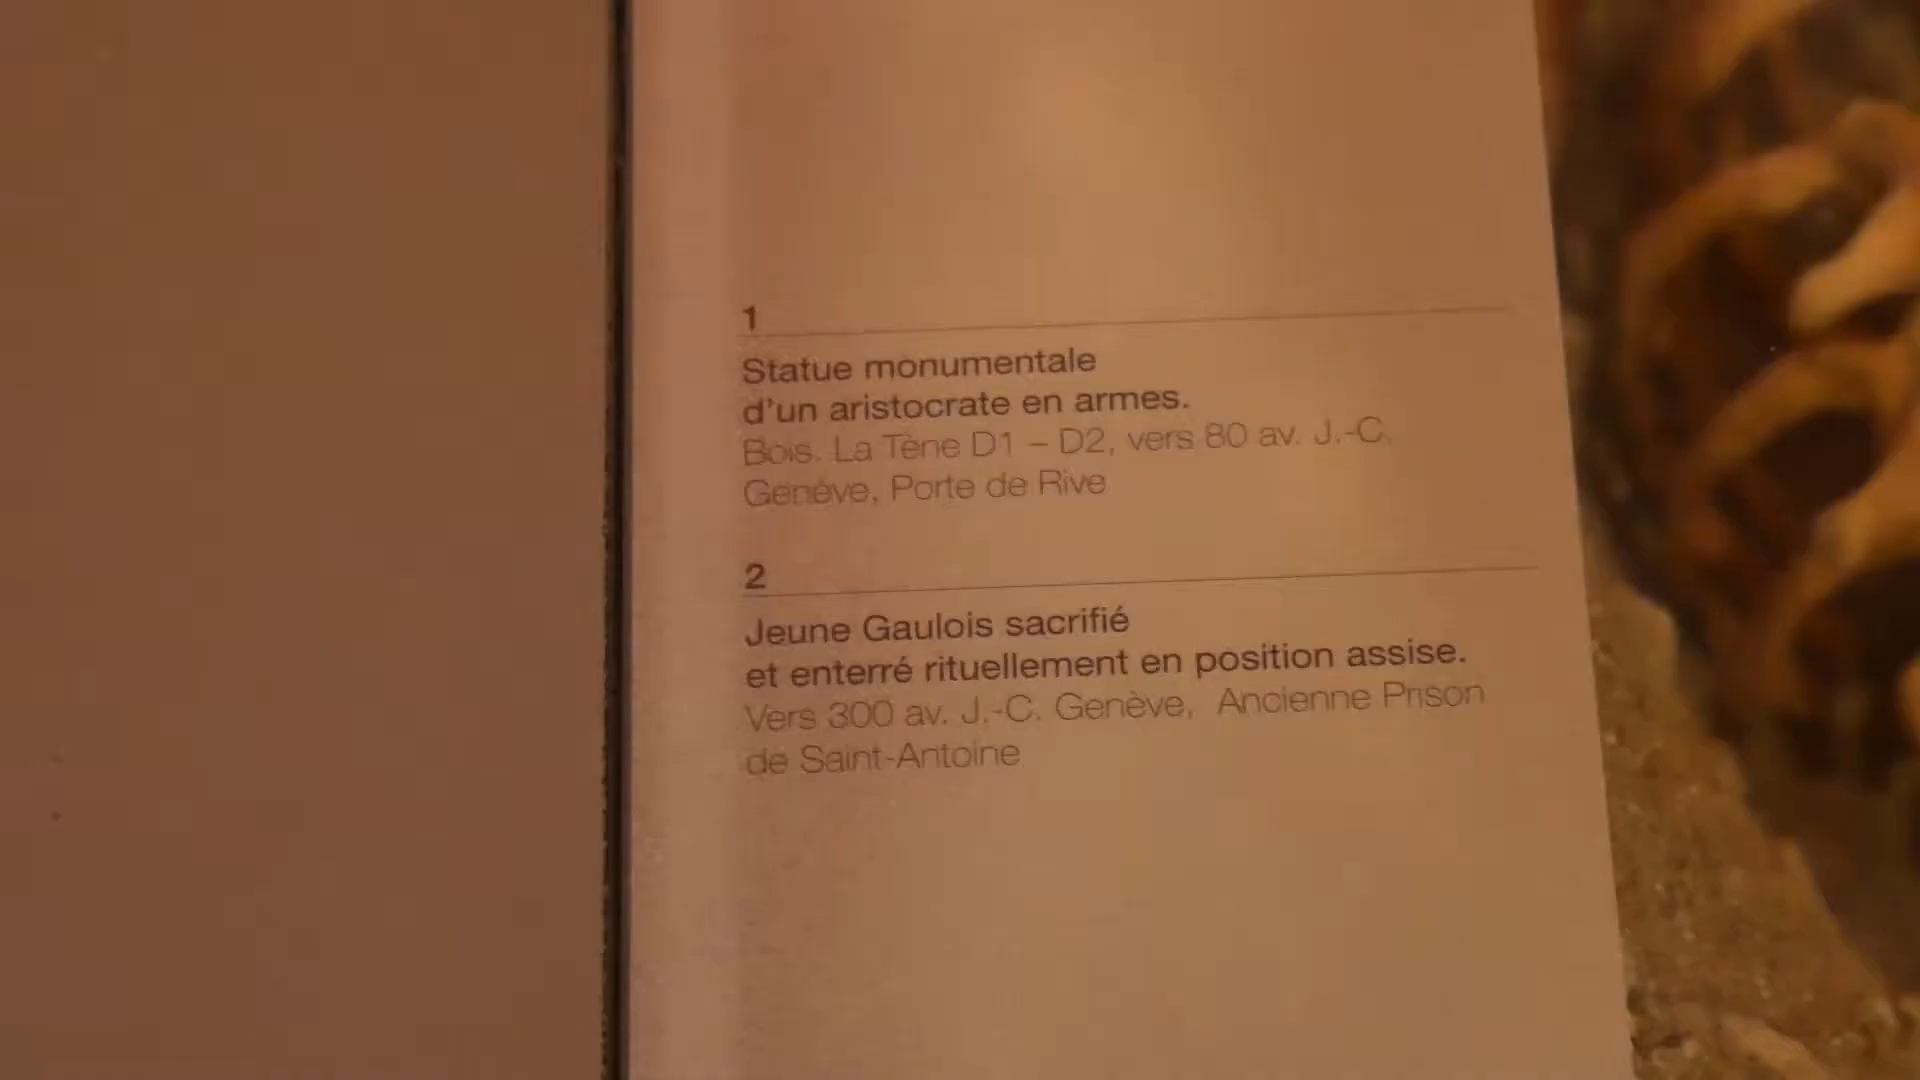 1
Statue monumentale
d'un aristocrate en armes.
Bois. La Tène D1 – D2, vers 80 av. J.-C.
Genève, Porte de Rive
2
Jeune Gaulois sacrifié
et enterré rituellement en position assise.
Vers 300 av. J.-C. Genève, Ancienne Prison
de Saint-Antoine